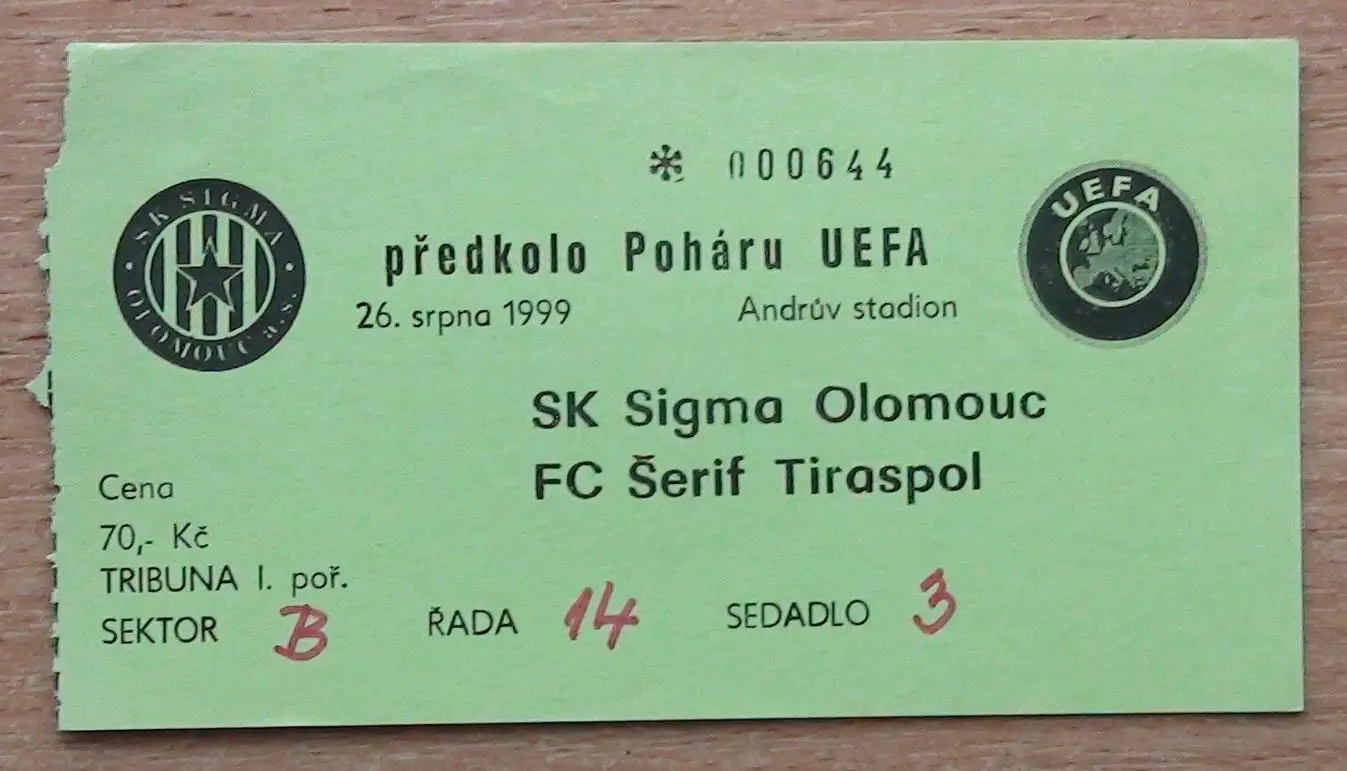 * 000644
SK SIGMA
OLOMOUC a.s.
UEFA
předkolo Poháru UEFA
26. srpna 1999 Andrův stadion
SK Sigma Olomouc
FC Šerif Tiraspol
Cena
70,- Kč
TRIBUNA I. poř.
SEKTOR B ŘADA 14 SEDADLO 3